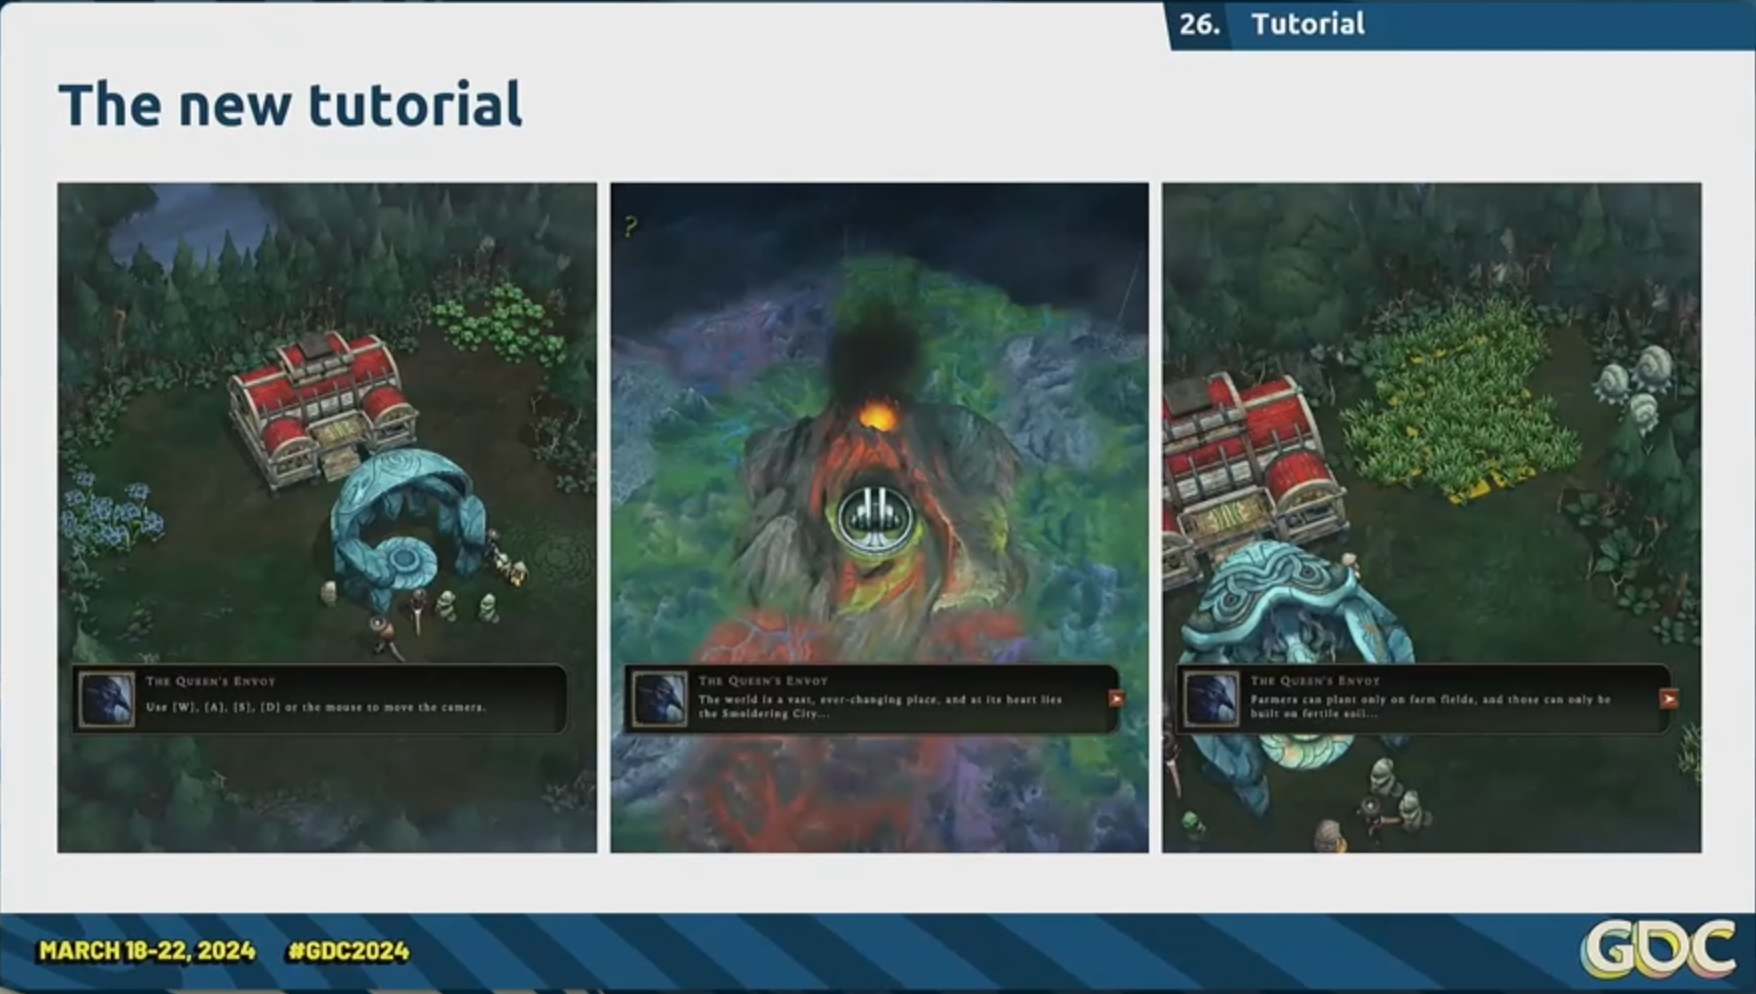 26. Tutorial
The new tutorial
?
The Queen's Envoy
Use [W], [A], [S], [D] or the mouse to move the camera.
The Queen's Envoy
The world is a vast, ever-changing place, and at its heart lies
the Smoldering City...
The Queen's Envoy
Farmers can plant only on farm fields, and those can only be
built on fertile soil...
MARCH 18-22, 2024 #GDC2024
GDC